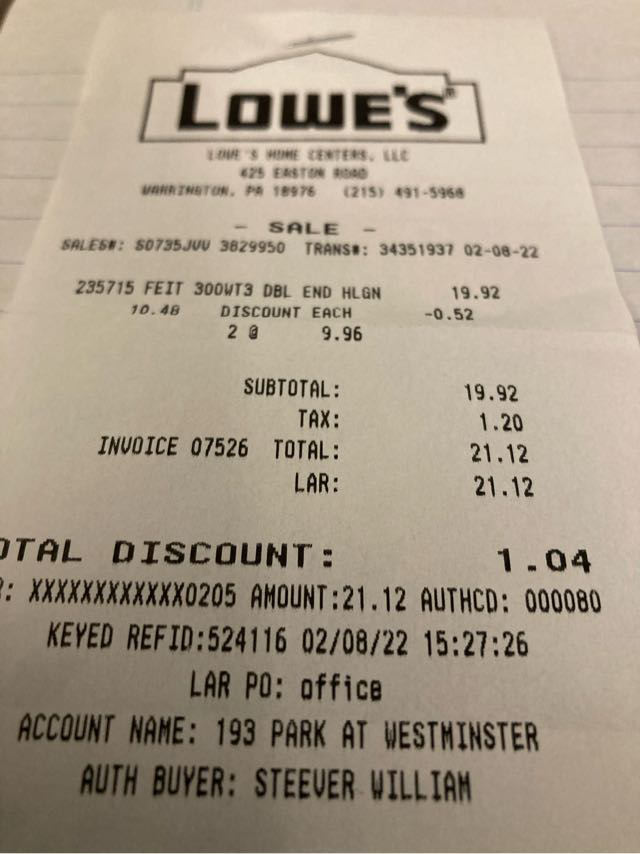 LOWE'S®
LOWE'S HOME CENTERS, LLC
425 EASTON ROAD
WARRINGTON, PA 18976 (215) 491-5968
- SALE -
SALES#: S0735JVV 3829950 TRANS#: 34351937 02-08-22
235715 FEIT 300WT3 DBL END HLGN 19.92
10.48 DISCOUNT EACH -0.52
2 @ 9.96
SUBTOTAL: 19.92
TAX: 1.20
INVOICE 07526 TOTAL: 21.12
LAR: 21.12
OTAL DISCOUNT: 1.04
: XXXXXXXXXXXX0205 AMOUNT:21.12 AUTHCD: 000080
KEYED REFID:524116 02/08/22 15:27:26
LAR PO: office
ACCOUNT NAME: 193 PARK AT WESTMINSTER
AUTH BUYER: STEEVER WILLIAM